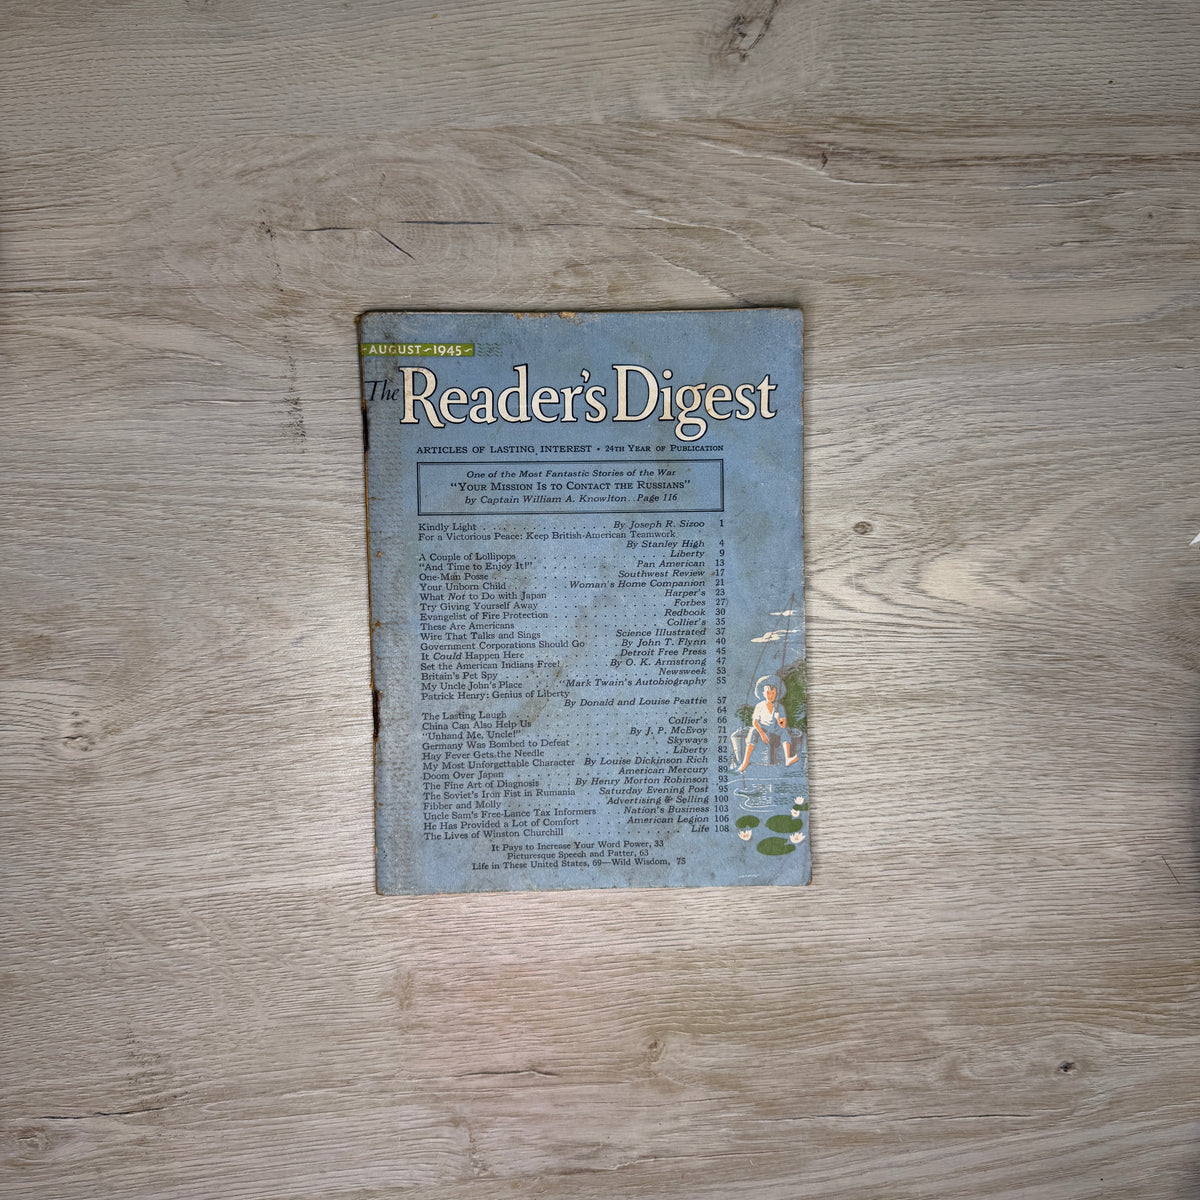 ~AUGUST~1945~
The Reader's Digest
ARTICLES OF LASTING INTEREST • 24TH YEAR OF PUBLICATION
One of the Most Fantastic Stories of the War
"YOUR MISSION IS TO CONTACT THE RUSSIANS"
by Captain William A. Knowlton. .Page 116
Kindly Light . . . . . . . . . . . . By Joseph R. Sizoo 1
For a Victorious Peace: Keep British-American Teamwork
By Stanley High 4
A Couple of Lollipops . . . . . . . . . . . . Liberty 9
"And Time to Enjoy It!" . . . . . . . . . . Pan American 13
One-Man Posse . . . . . . . . . . Southwest Review 17
Your Unborn Child . . . . . Woman's Home Companion 21
What Not to Do with Japan . . . . . . . . . . Harper's 23
Try Giving Yourself Away . . . . . . . . . . Forbes 27
Evangelist of Fire Protection . . . . . . . . . . Redbook 30
These Are Americans . . . . . . . . . . Collier's 35
Wire That Talks and Sings . . . . . Science Illustrated 37
Government Corporations Should Go . . By John T. Flynn 40
It Could Happen Here . . . . . . . . Detroit Free Press 45
Set the American Indians Free! . . . . By O. K. Armstrong 47
Britain's Pet Spy . . . . . . . . . . Newsweek 53
My Uncle John's Place . . . "Mark Twain's Autobiography 55
Patrick Henry: Genius of Liberty
By Donald and Louise Peattie 57
The Lasting Laugh . . . . . . . . . . 64
China Can Also Help Us . . . . . . . . . . Collier's 66
"Unhand Me, Uncle!" . . . . . . . . By J. P. McEvoy 71
Germany Was Bombed to Defeat . . . . . . . . Skyways 77
Hay Fever Gets the Needle . . . . . . . . . . Liberty 82
My Most Unforgettable Character By Louise Dickinson Rich 85
Doom Over Japan . . . . . . . . American Mercury 89
The Fine Art of Diagnosis . . . By Henry Morton Robinson 93
The Soviet's Iron Fist in Rumania . Saturday Evening Post 95
Fibber and Molly . . . . . . Advertising & Selling 100
Uncle Sam's Free-Lance Tax Informers . . Nation's Business 103
He Has Provided a Lot of Comfort . . . American Legion 106
The Lives of Winston Churchill . . . . . . . . Life 108
It Pays to Increase Your Word Power, 33
Picturesque Speech and Patter, 63
Life in These United States, 69—Wild Wisdom, 75